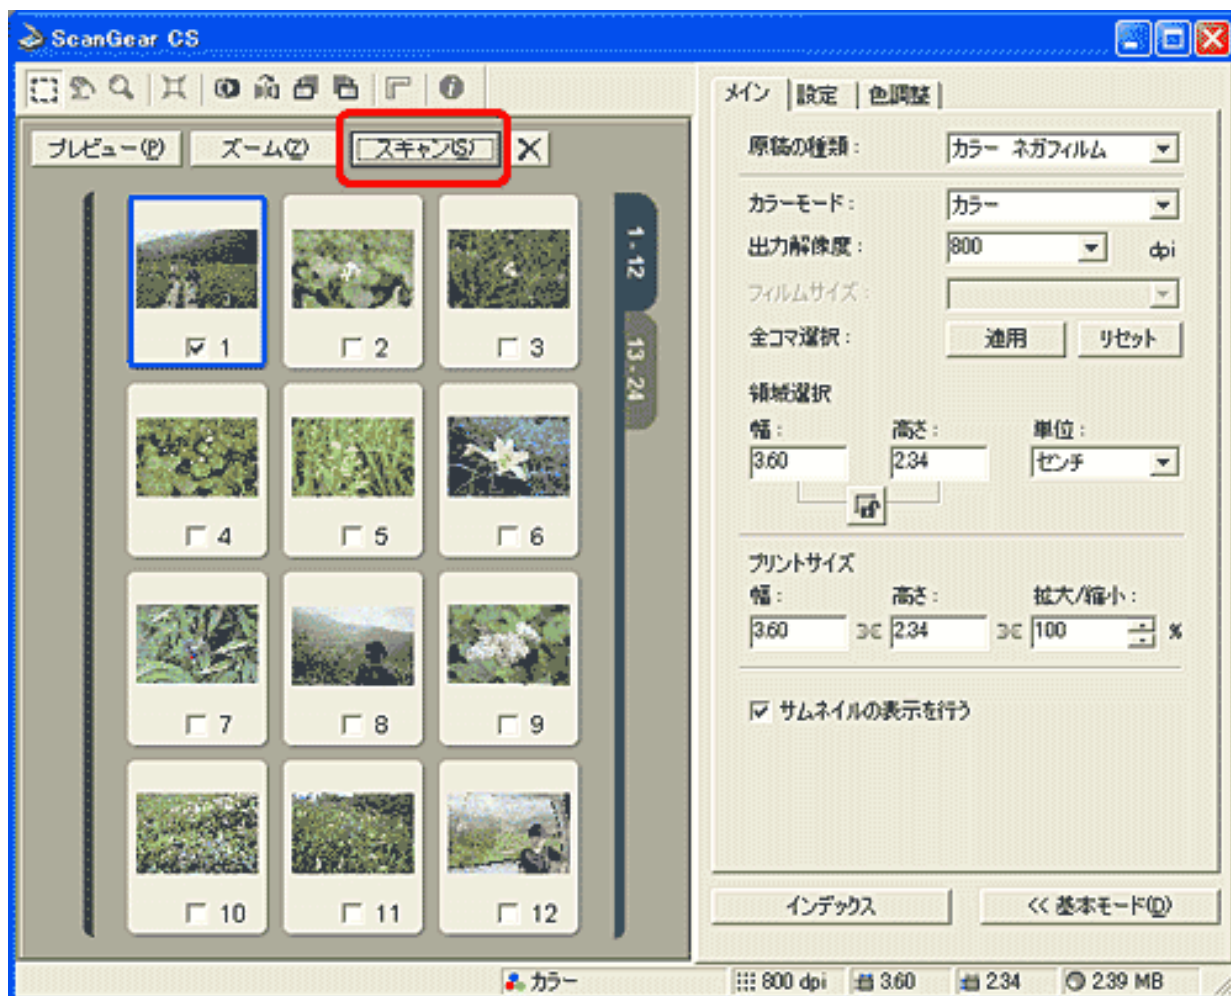 ScanGear CS
プレビュー(P) ズーム(Z) スキャン(S)
1 2 3
4 5 6
7 8 9
10 11 12
1 - 12
13 - 24
メイン 設定 色調整
原稿の種類： カラー ネガフィルム
カラーモード： カラー
出力解像度： 800 dpi
フィルムサイズ：
全コマ選択： 適用 リセット
領域選択
幅： 高さ： 単位：
3.60 2.34 センチ
プリントサイズ
幅： 高さ： 拡大/縮小：
3.60 2.34 100 %
サムネイルの表示を行う
インデックス << 基本モード(D)
カラー 800 dpi 3.60 2.34 2.39 MB